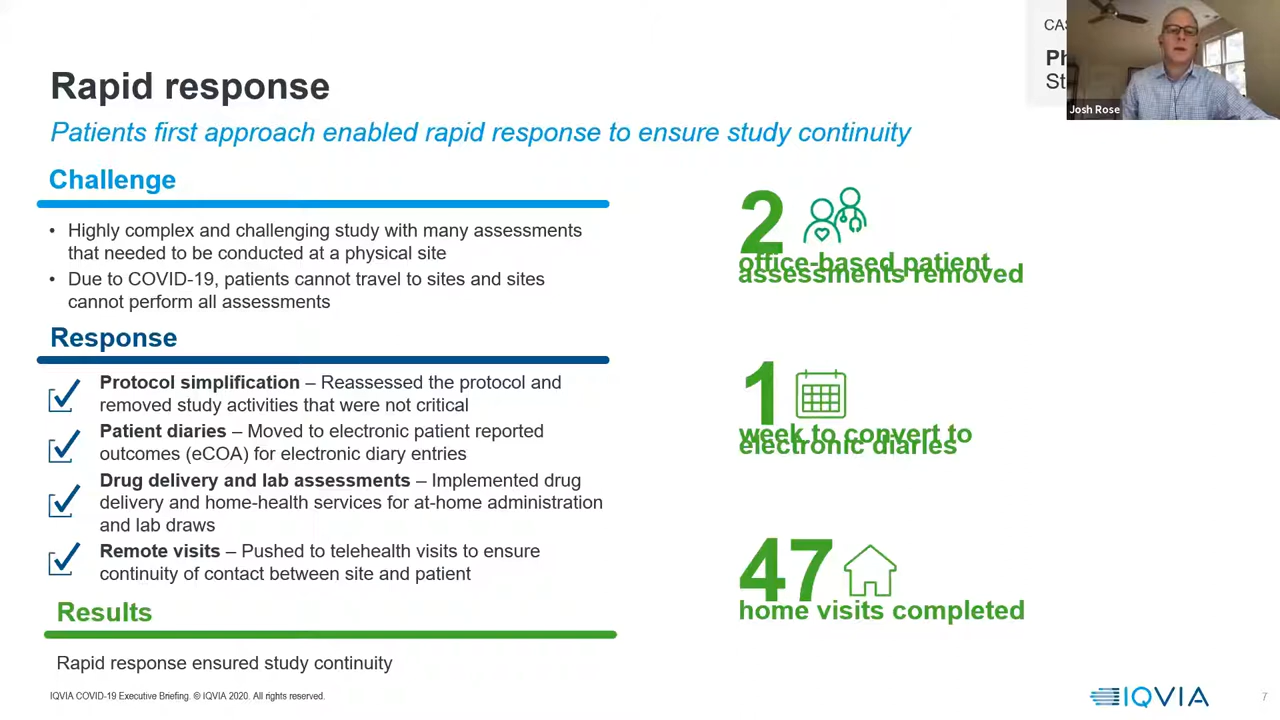 CAS
Ph
St
Josh Rose
Rapid response
Patients first approach enabled rapid response to ensure study continuity
Challenge
• Highly complex and challenging study with many assessments
that needed to be conducted at a physical site
• Due to COVID-19, patients cannot travel to sites and sites
cannot perform all assessments
Response
Protocol simplification – Reassessed the protocol and
removed study activities that were not critical
Patient diaries – Moved to electronic patient reported
outcomes (eCOA) for electronic diary entries
Drug delivery and lab assessments – Implemented drug
delivery and home-health services for at-home administration
and lab draws
Remote visits – Pushed to telehealth visits to ensure
continuity of contact between site and patient
Results
Rapid response ensured study continuity
2
office-based patient
assessments removed
1
week to convert to
electronic diaries
47
home visits completed
IQVIA COVID-19 Executive Briefing. © IQVIA 2020. All rights reserved.
IQVIA
7